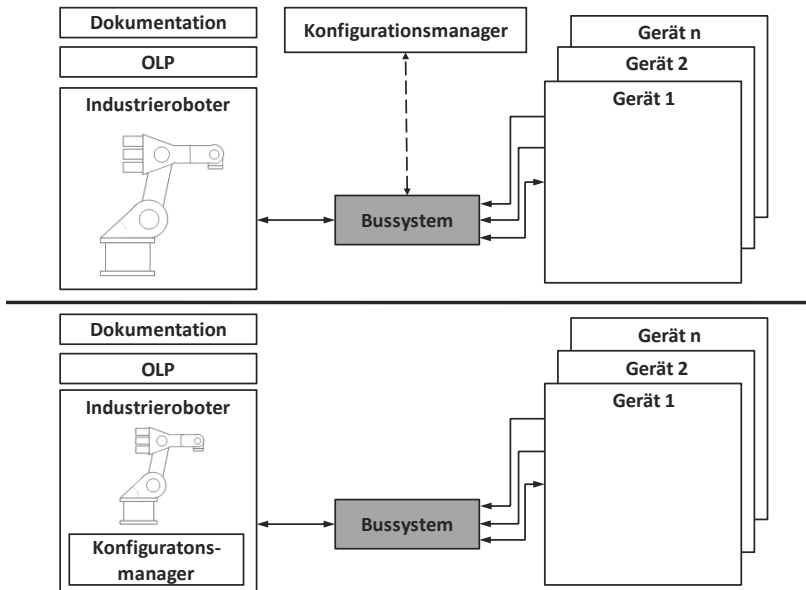 Dokumentation
OLP
Industrieroboter
Konfigurationsmanager
Bussystem
Gerät n
Gerät 2
Gerät 1
Dokumentation
OLP
Industrieroboter
Konfiguratons-
manager
Bussystem
Gerät n
Gerät 2
Gerät 1